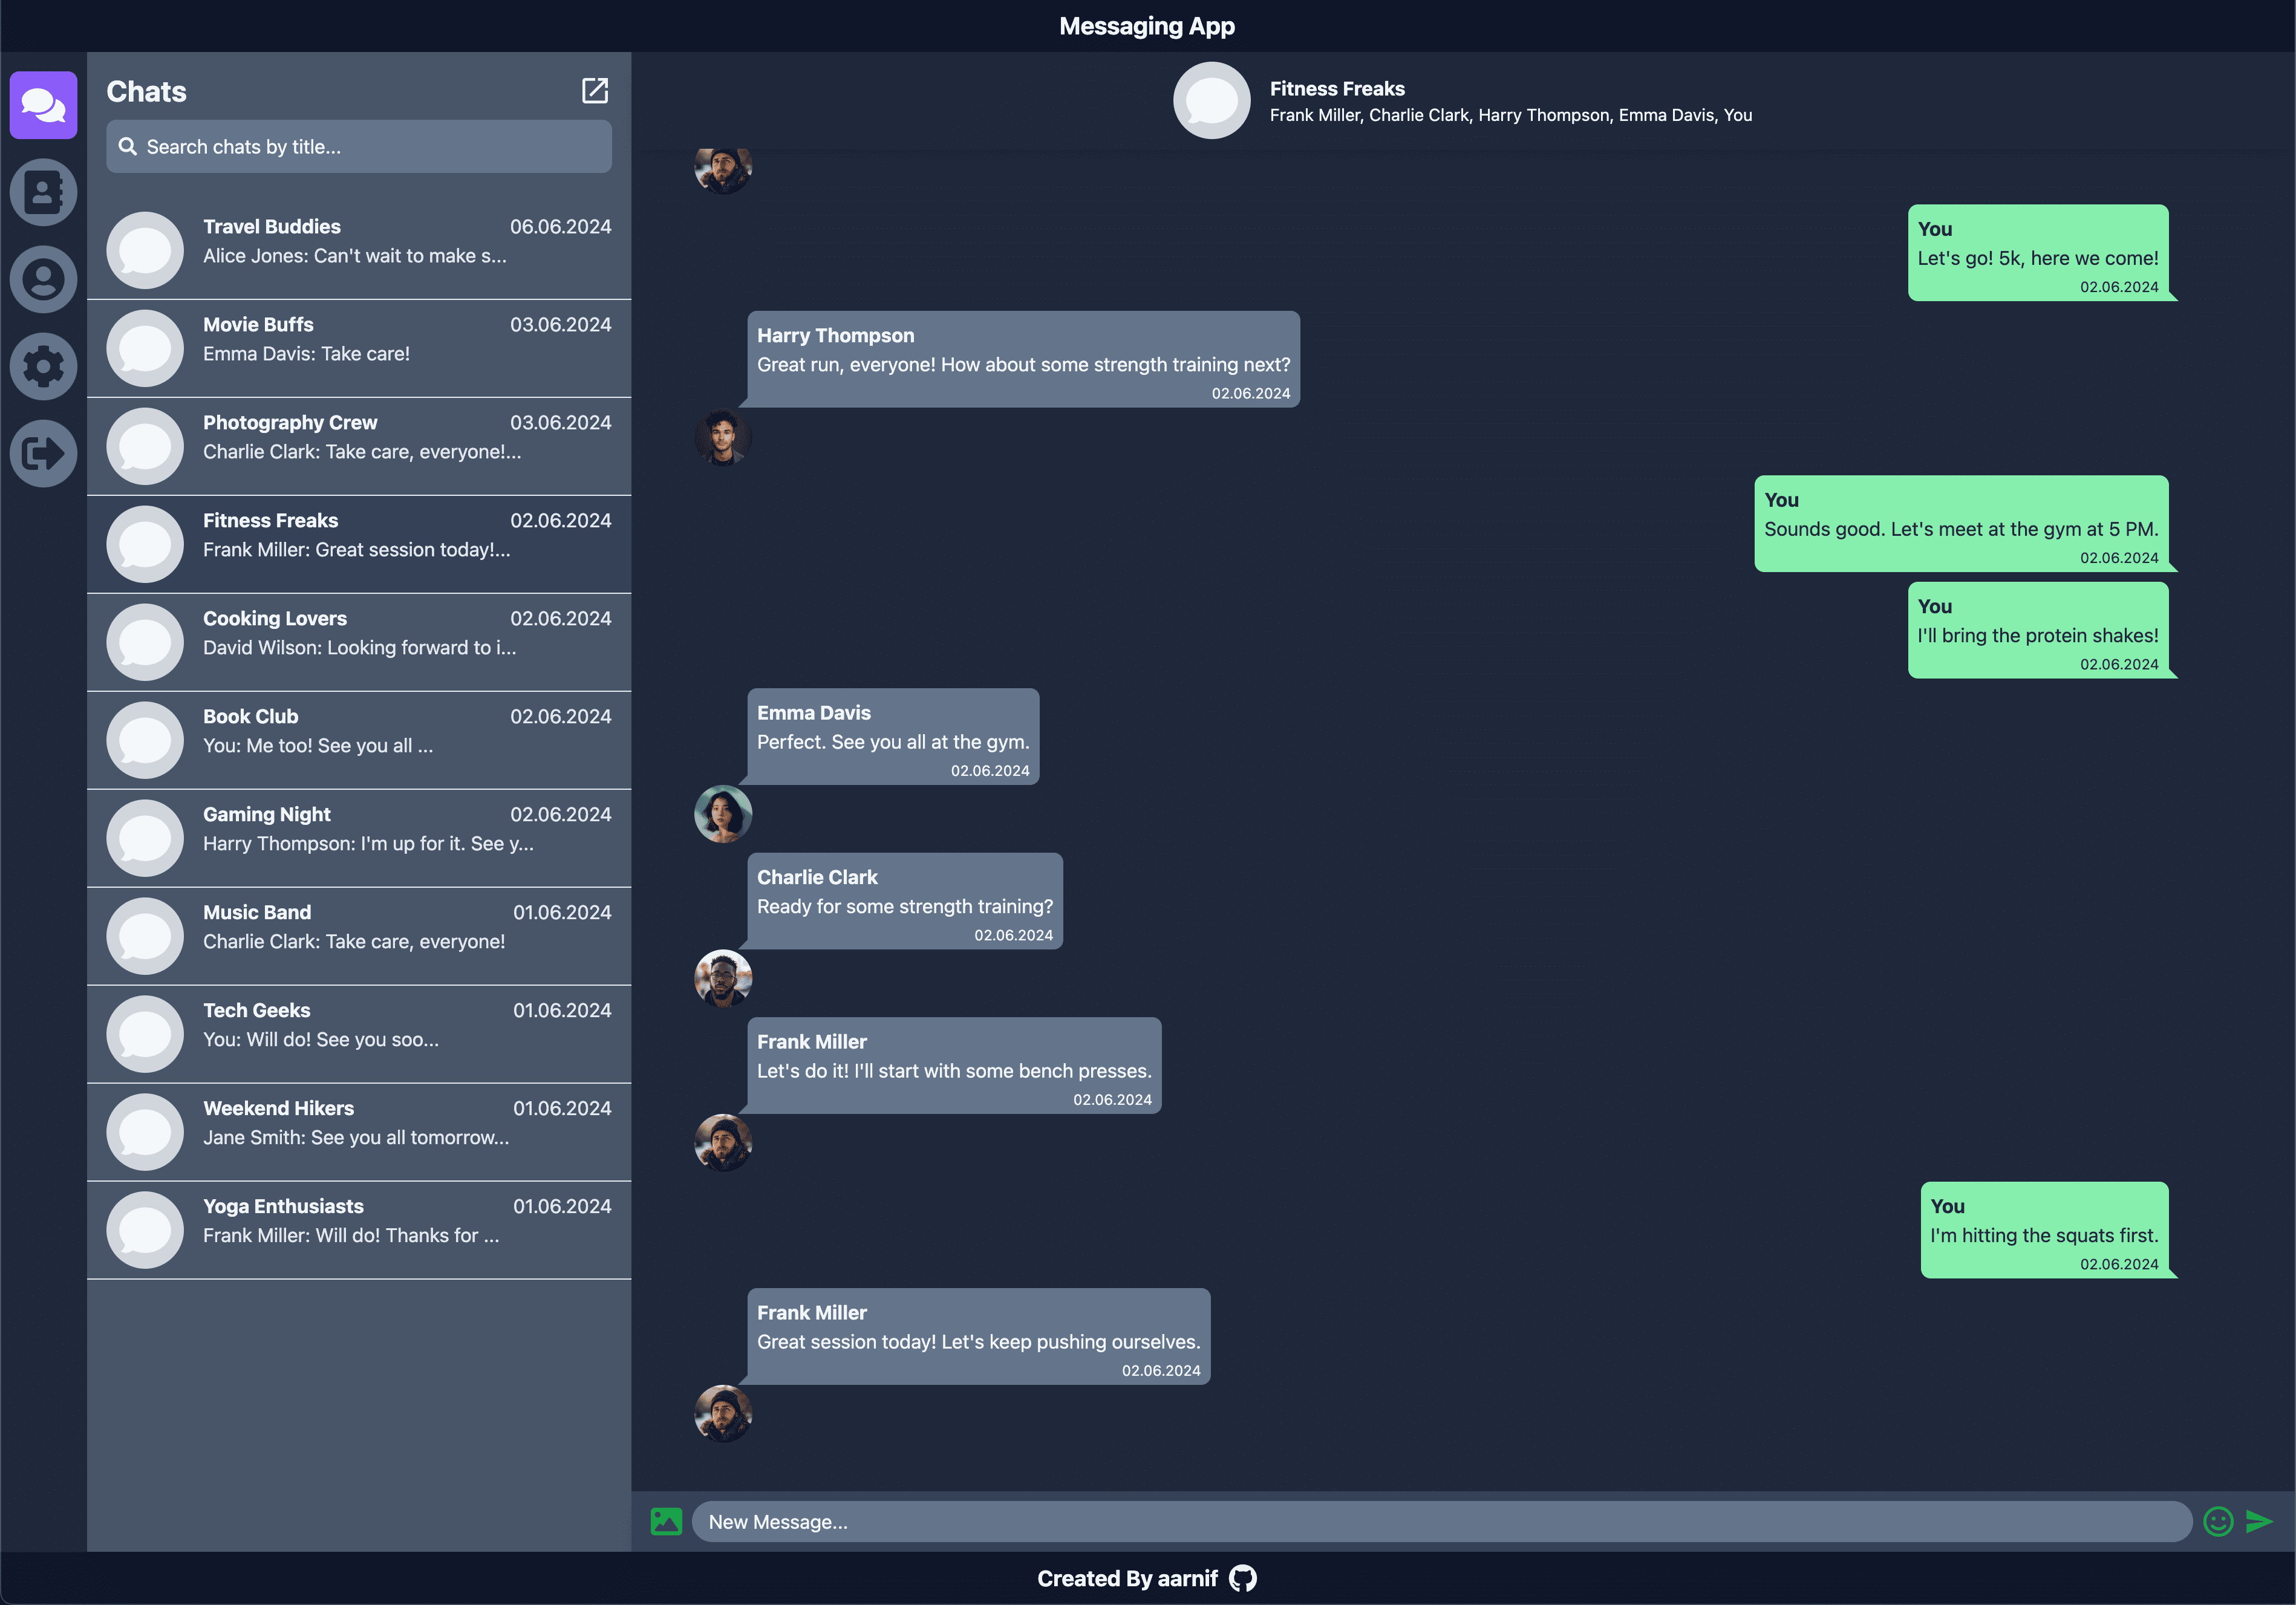 Messaging App
Chats
Search chats by title...
Travel Buddies 06.06.2024
Alice Jones: Can't wait to make s...
Movie Buffs 03.06.2024
Emma Davis: Take care!
Photography Crew 03.06.2024
Charlie Clark: Take care, everyone!...
Fitness Freaks 02.06.2024
Frank Miller: Great session today!...
Cooking Lovers 02.06.2024
David Wilson: Looking forward to i...
Book Club 02.06.2024
You: Me too! See you all ...
Gaming Night 02.06.2024
Harry Thompson: I'm up for it. See y...
Music Band 01.06.2024
Charlie Clark: Take care, everyone!
Tech Geeks 01.06.2024
You: Will do! See you soo...
Weekend Hikers 01.06.2024
Jane Smith: See you all tomorrow...
Yoga Enthusiasts 01.06.2024
Frank Miller: Will do! Thanks for ...
Fitness Freaks
Frank Miller, Charlie Clark, Harry Thompson, Emma Davis, You
You
Let's go! 5k, here we come!
02.06.2024
Harry Thompson
Great run, everyone! How about some strength training next?
02.06.2024
You
Sounds good. Let's meet at the gym at 5 PM.
02.06.2024
You
I'll bring the protein shakes!
02.06.2024
Emma Davis
Perfect. See you all at the gym.
02.06.2024
Charlie Clark
Ready for some strength training?
02.06.2024
Frank Miller
Let's do it! I'll start with some bench presses.
02.06.2024
You
I'm hitting the squats first.
02.06.2024
Frank Miller
Great session today! Let's keep pushing ourselves.
02.06.2024
New Message...
Created By aarnif